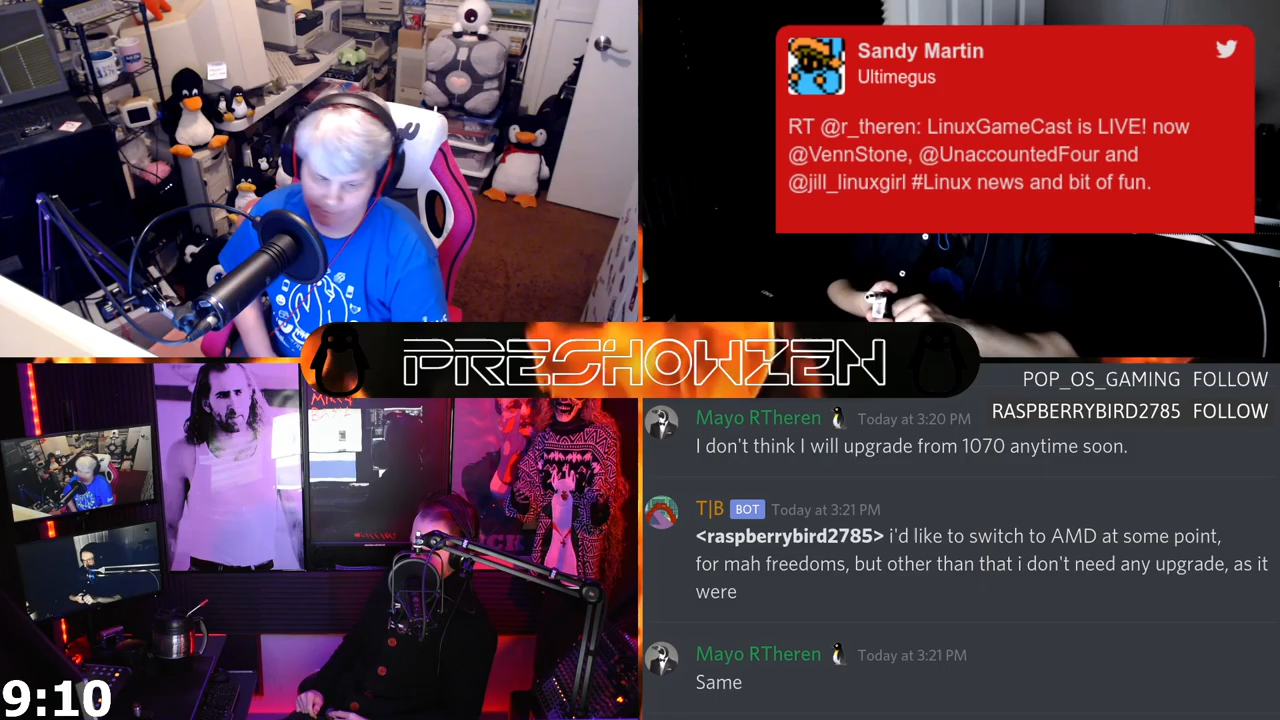 Sandy Martin
Ultimegus
RT @r_theren: LinuxGameCast is LIVE! now
@VennStone, @UnaccountedFour and
@jill_linuxgirl #Linux news and bit of fun.
PRESHOWZEN
POP_OS_GAMING FOLLOW
RASPBERRYBIRD2785 FOLLOW
Mayo RTheren Today at 3:20 PM
I don't think I will upgrade from 1070 anytime soon.
T|B BOT Today at 3:21 PM
<raspberrybird2785> i'd like to switch to AMD at some point,
for mah freedoms, but other than that i don't need any upgrade, as it
were
Mayo RTheren Today at 3:21 PM
Same
9:10